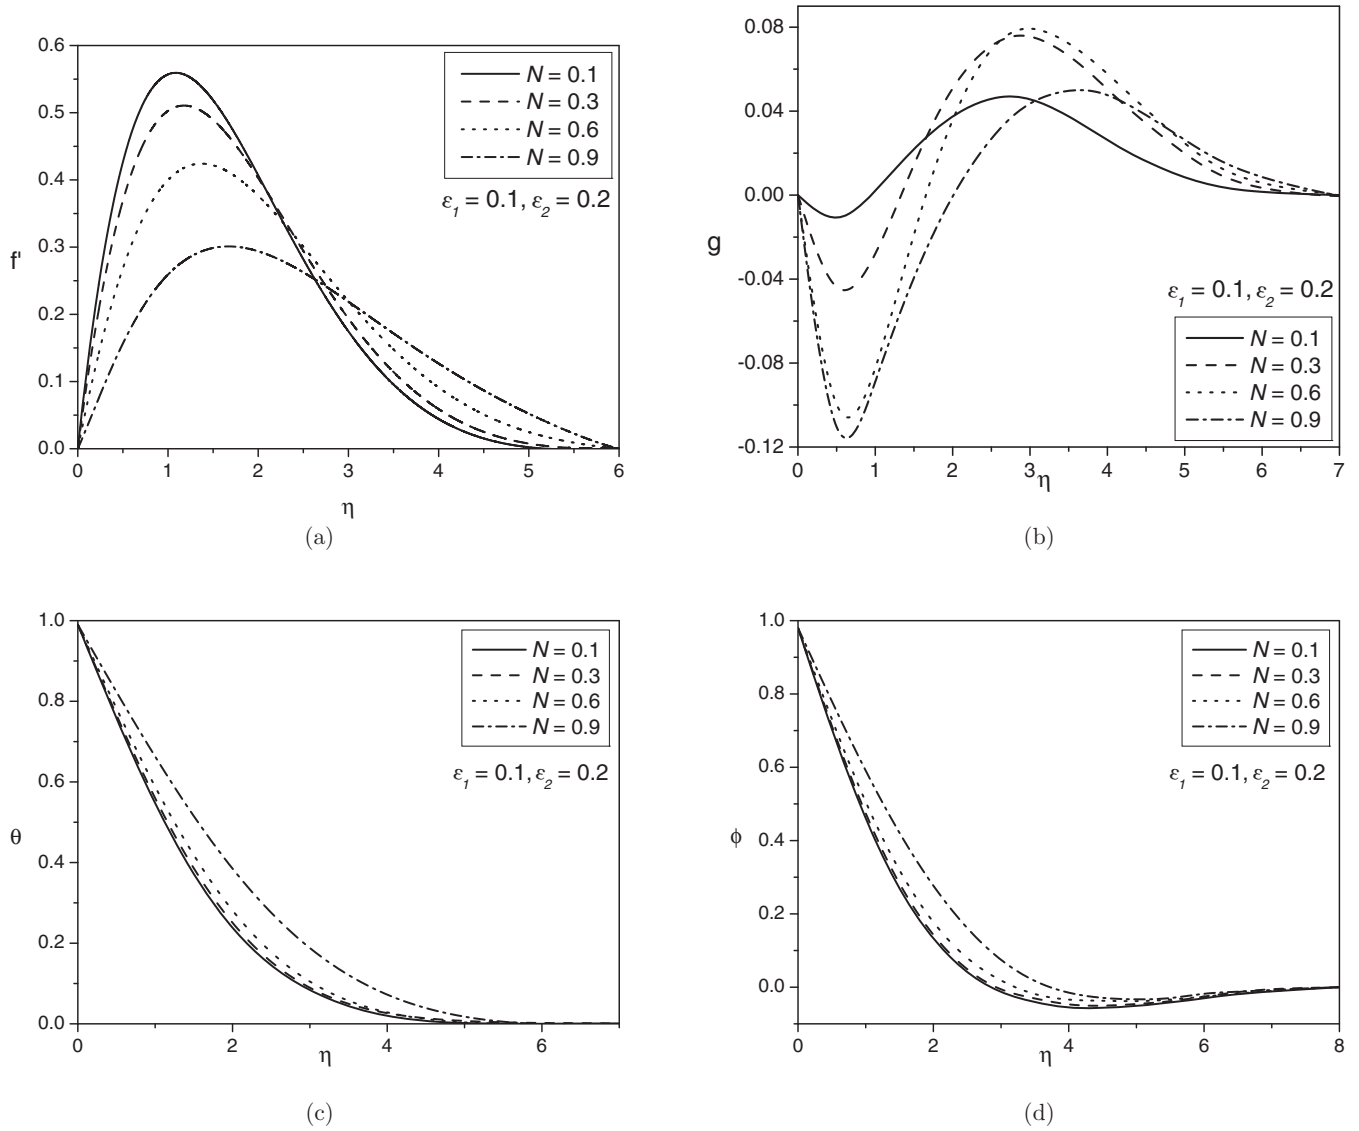 0.6
0.5
0.4
0.3
0.2
0.1
0.0
f'
0 1 2 3 4 5 6
η
N = 0.1
N = 0.3
N = 0.6
N = 0.9
ε₁ = 0.1, ε₂ = 0.2
(a)
0.08
0.04
0.00
-0.04
-0.08
-0.12
g
0 1 2 3 4 5 6 7
η
ε₁ = 0.1, ε₂ = 0.2
N = 0.1
N = 0.3
N = 0.6
N = 0.9
(b)
1.0
0.8
0.6
0.4
0.2
0.0
θ
0 2 4 6
η
N = 0.1
N = 0.3
N = 0.6
N = 0.9
ε₁ = 0.1, ε₂ = 0.2
(c)
1.0
0.8
0.6
0.4
0.2
0.0
ϕ
0 2 4 6 8
η
N = 0.1
N = 0.3
N = 0.6
N = 0.9
ε₁ = 0.1, ε₂ = 0.2
(d)